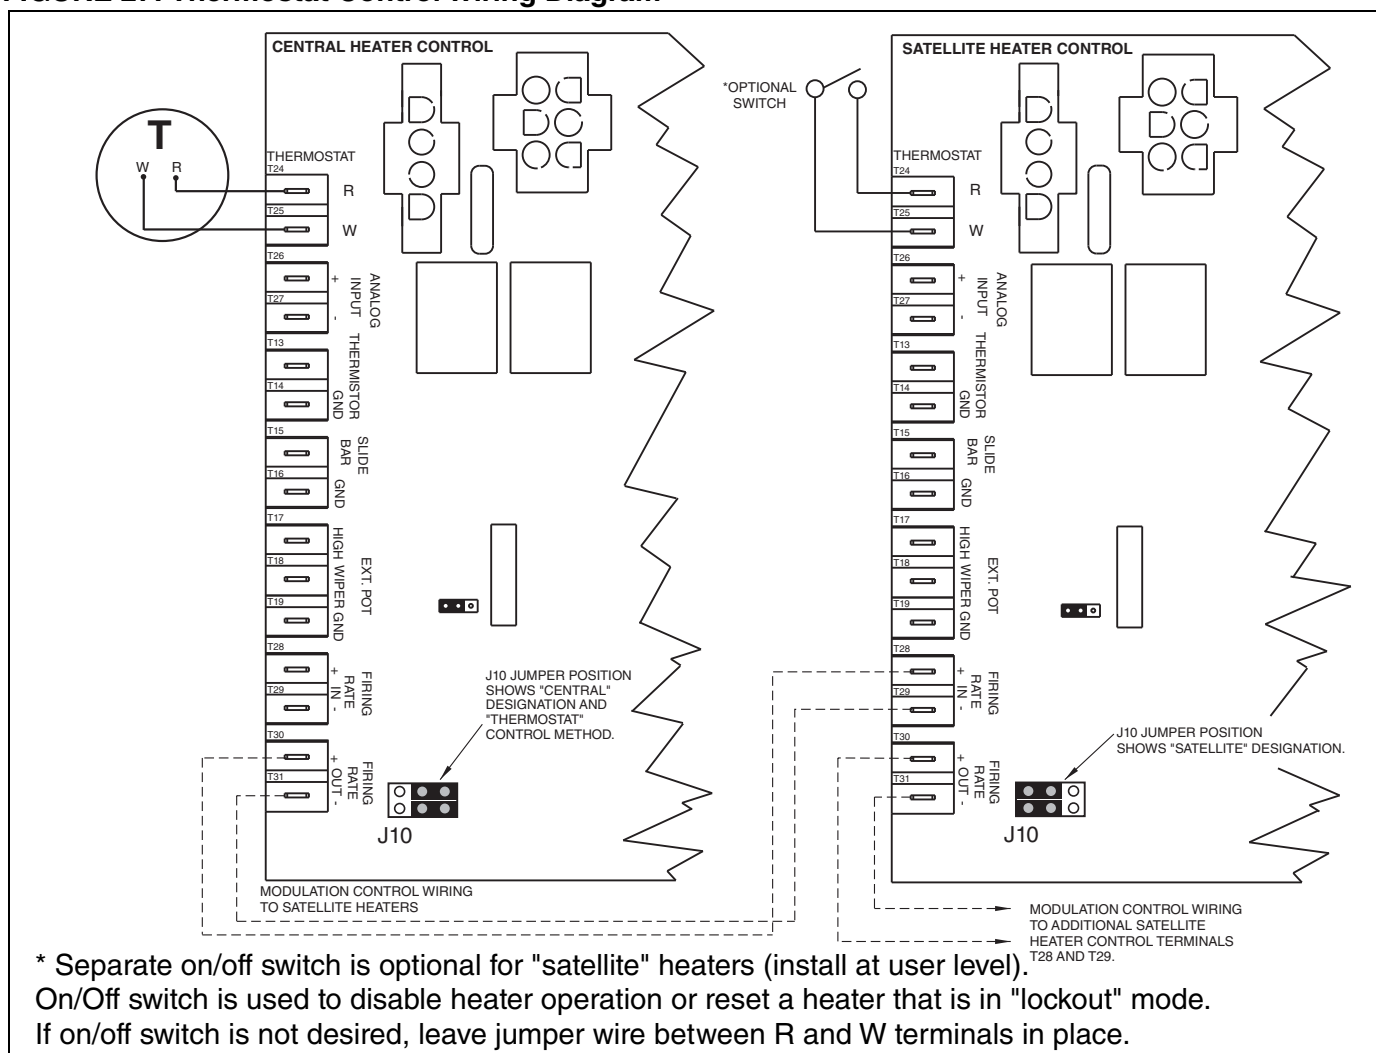 CENTRAL HEATER CONTROL
T
W R
THERMOSTAT
T24
R
T25
W
T26
+
ANALOG
INPUT
T27
-
T13
THERMISTOR
T14
GND
T15
SLIDE
BAR
T16
GND
T17
HIGH WIPER GND
EXT. POT
T18
T19
T28
+ IN -
FIRING
RATE
T29
T30
+ OUT -
FIRING
RATE
T31
J10 JUMPER POSITION
SHOWS "CENTRAL"
DESIGNATION AND
"THERMOSTAT"
CONTROL METHOD.
J10
MODULATION CONTROL WIRING
TO SATELLITE HEATERS
SATELLITE HEATER CONTROL
*OPTIONAL
SWITCH
THERMOSTAT
T24
R
T25
W
T26
+
ANALOG
INPUT
T27
-
T13
THERMISTOR
T14
GND
T15
SLIDE
BAR
T16
GND
T17
HIGH WIPER GND
EXT. POT
T18
T19
T28
+ IN -
FIRING
RATE
T29
T30
+ OUT -
FIRING
RATE
T31
J10 JUMPER POSITION
SHOWS "SATELLITE" DESIGNATION.
J10
MODULATION CONTROL WIRING
TO ADDITIONAL SATELLITE
HEATER CONTROL TERMINALS
T28 AND T29.
* Separate on/off switch is optional for "satellite" heaters (install at user level).
On/Off switch is used to disable heater operation or reset a heater that is in "lockout" mode.
If on/off switch is not desired, leave jumper wire between R and W terminals in place.